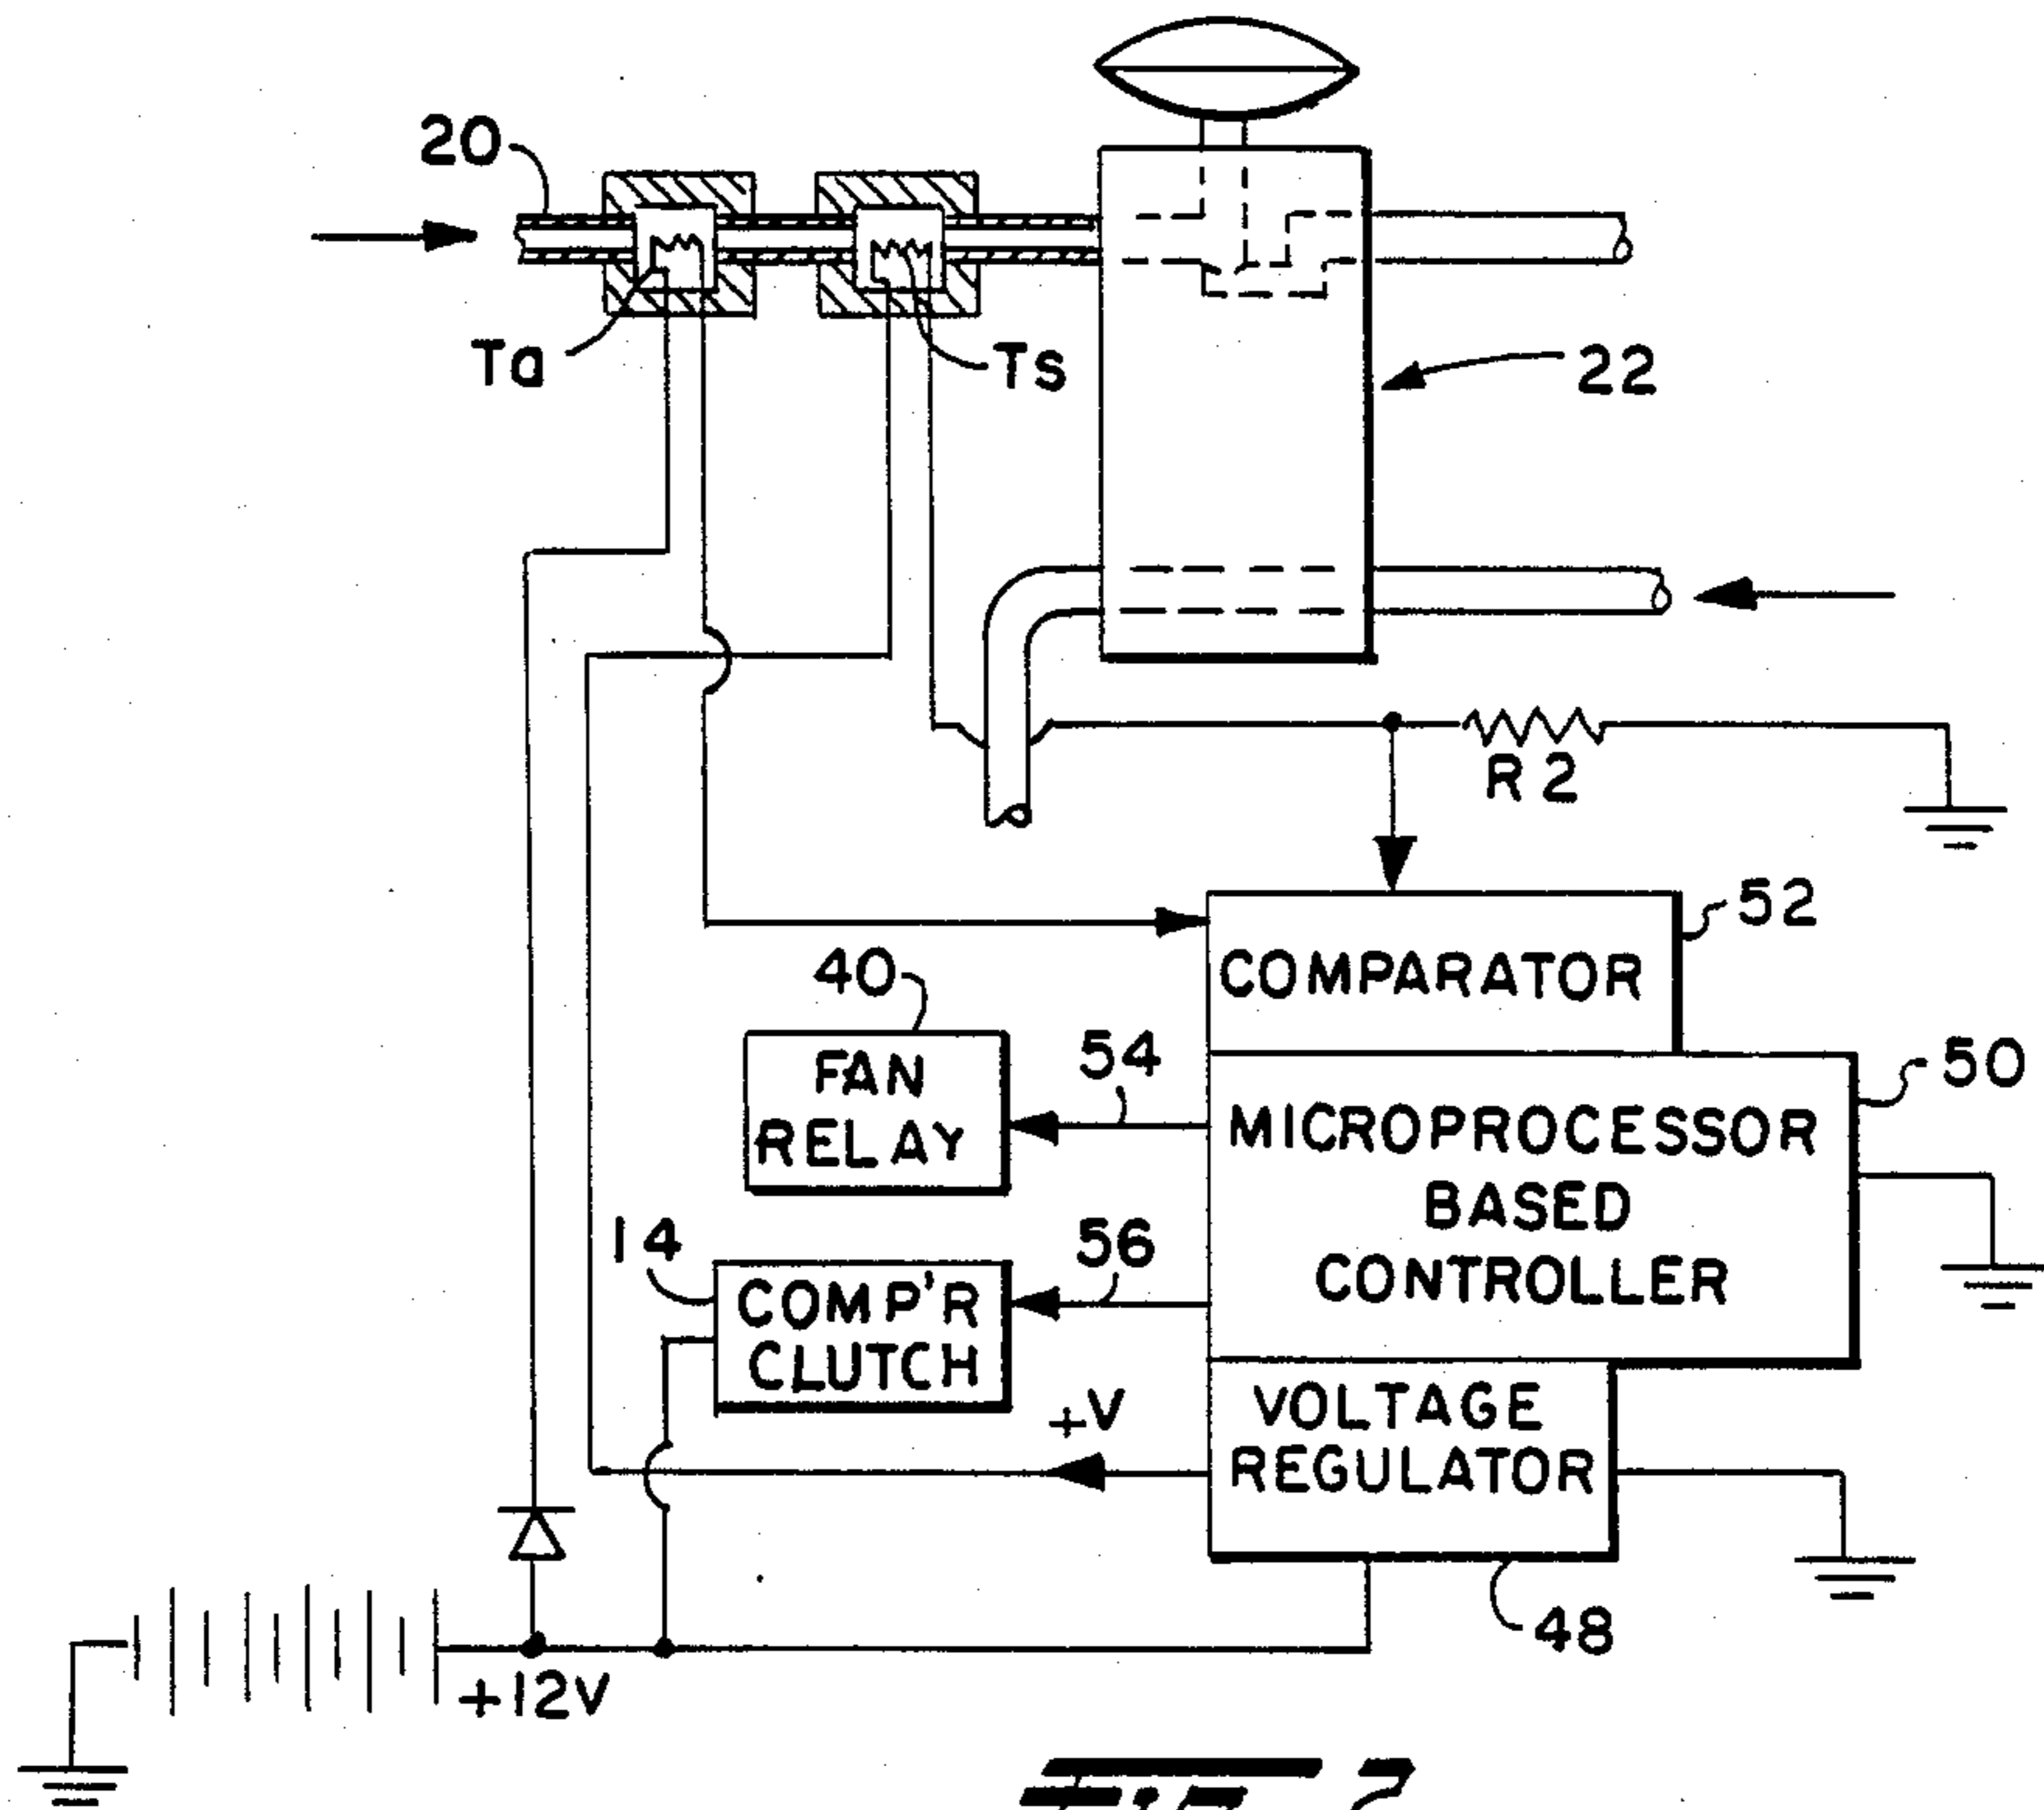 20
Ta
Ts
22
R2
52
COMPARATOR
40
FAN
RELAY
54
50
MICROPROCESSOR
BASED
CONTROLLER
14
COMP'R
CLUTCH
56
+V
VOLTAGE
REGULATOR
48
+12V